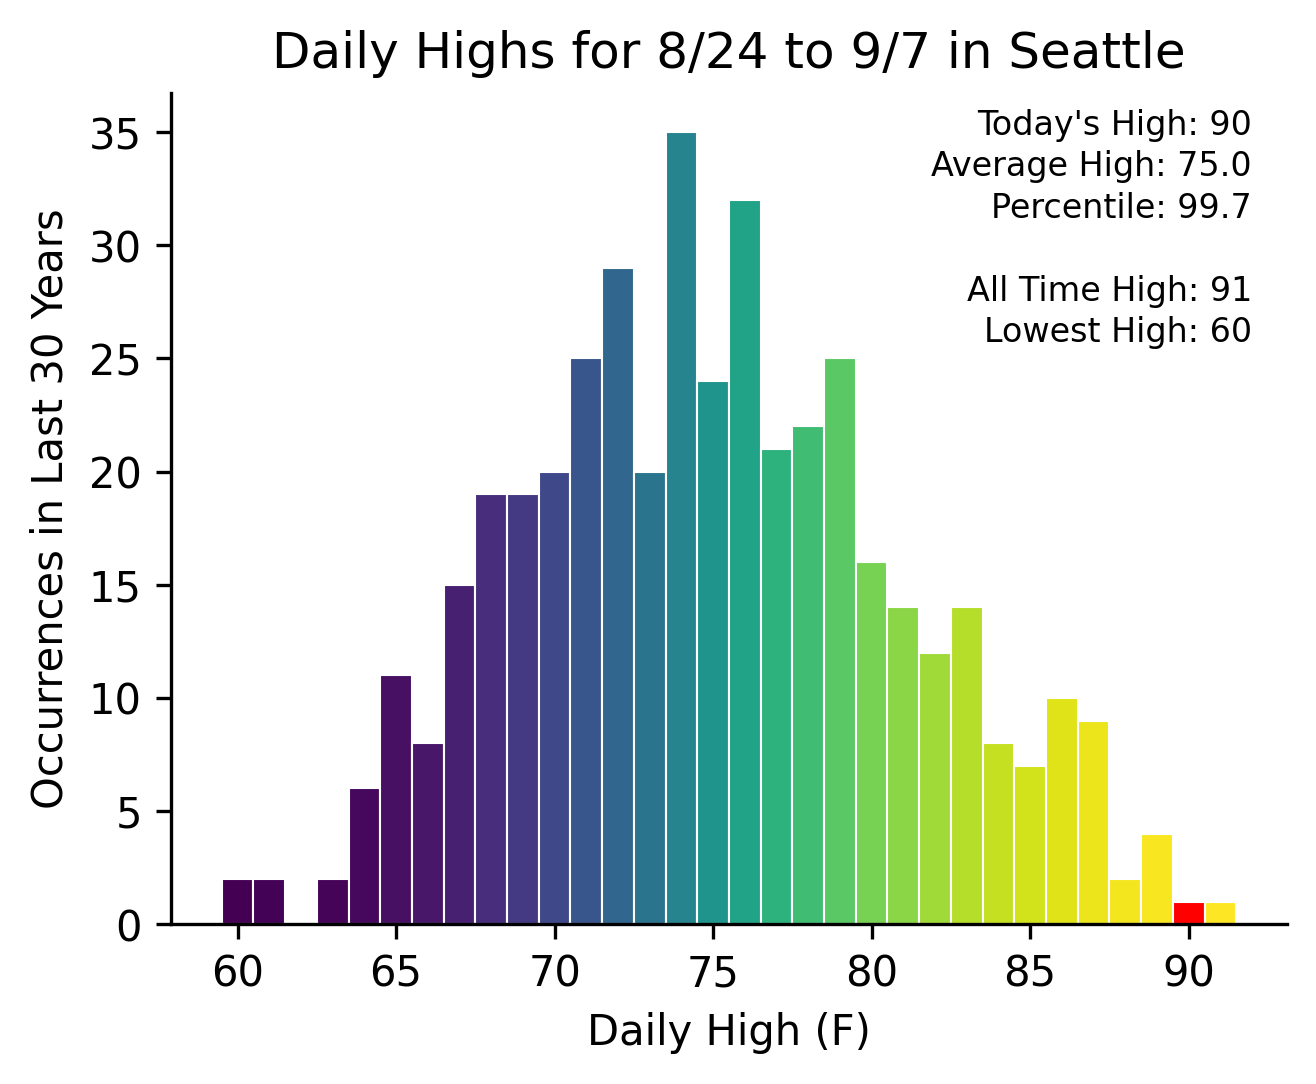 Daily Highs for 8/24 to 9/7 in Seattle
Today's High: 90
Average High: 75.0
Percentile: 99.7
All Time High: 91
Lowest High: 60
Occurrences in Last 30 Years
35
30
25
20
15
10
5
0
60 65 70 75 80 85 90
Daily High (F)